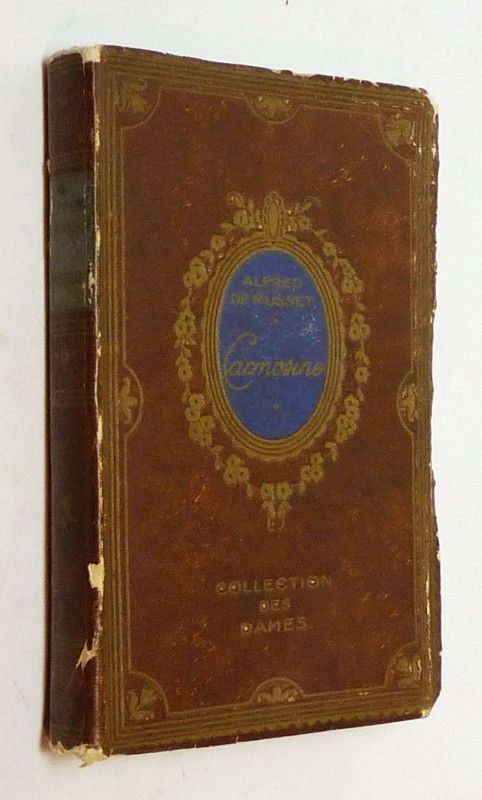 ALFRED
DE MUSSET
Carmosine
COLLECTION
DES
DAMES